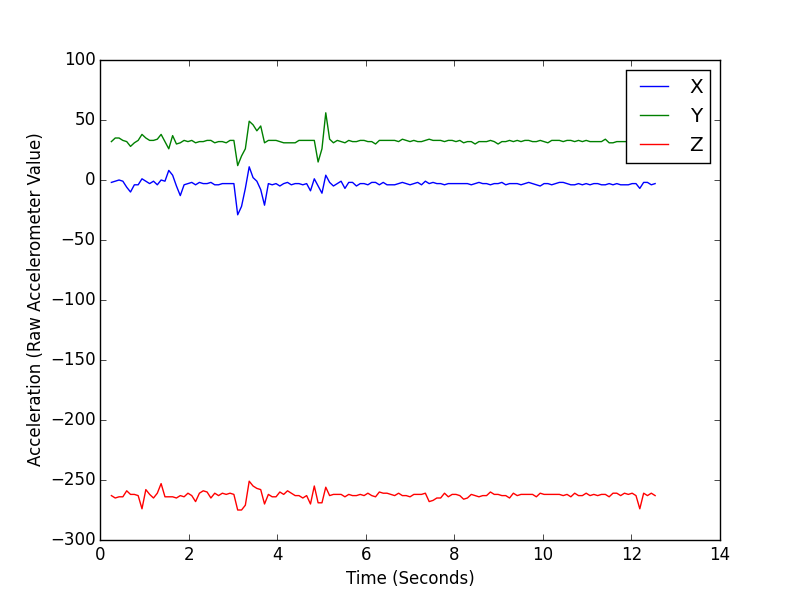 100
50
0
−50
−100
−150
−200
−250
−300
0 2 4 6 8 10 12 14
Time (Seconds)
Acceleration (Raw Accelerometer Value)
X
Y
Z